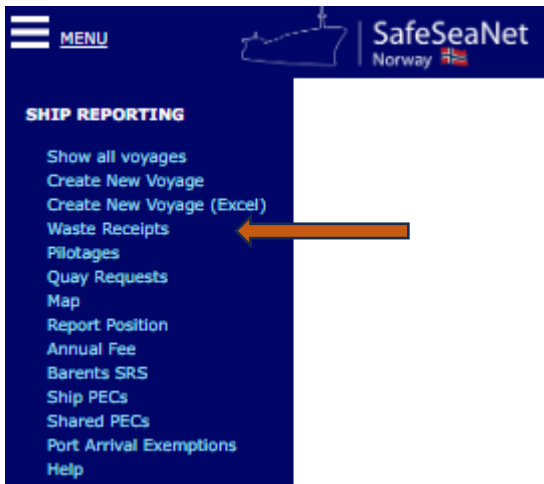 MENU
SafeSeaNet
Norway
SHIP REPORTING
Show all voyages
Create New Voyage
Create New Voyage (Excel)
Waste Receipts
Pilotages
Quay Requests
Map
Report Position
Annual Fee
Barents SRS
Ship PECs
Shared PECs
Port Arrival Exemptions
Help